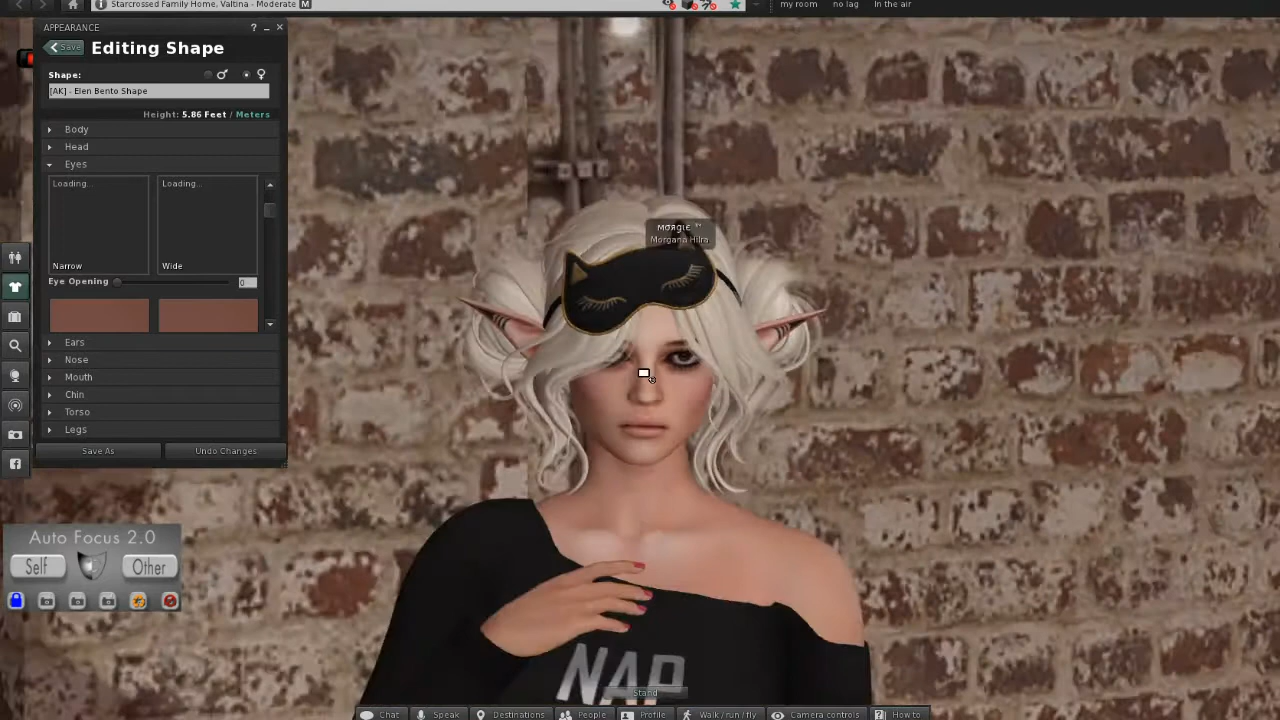 Starcrossed Family Home, Valtina - Moderate M
my room
no lag
In the air
APPEARANCE
? _ ×
Save
Editing Shape
Shape:
[AK] - Elen Bento Shape
Height: 5.86 Feet / Meters
Body
Head
Eyes
Loading...
Loading...
Narrow
Wide
Eye Opening
0
Ears
Nose
Mouth
Chin
Torso
Legs
Save As
Undo Changes
Morgana Hilra
Auto Focus 2.0
Self
Other
NAP
Stand
Chat
Speak
Destinations
People
Profile
Walk / run / fly
Camera controls
How to